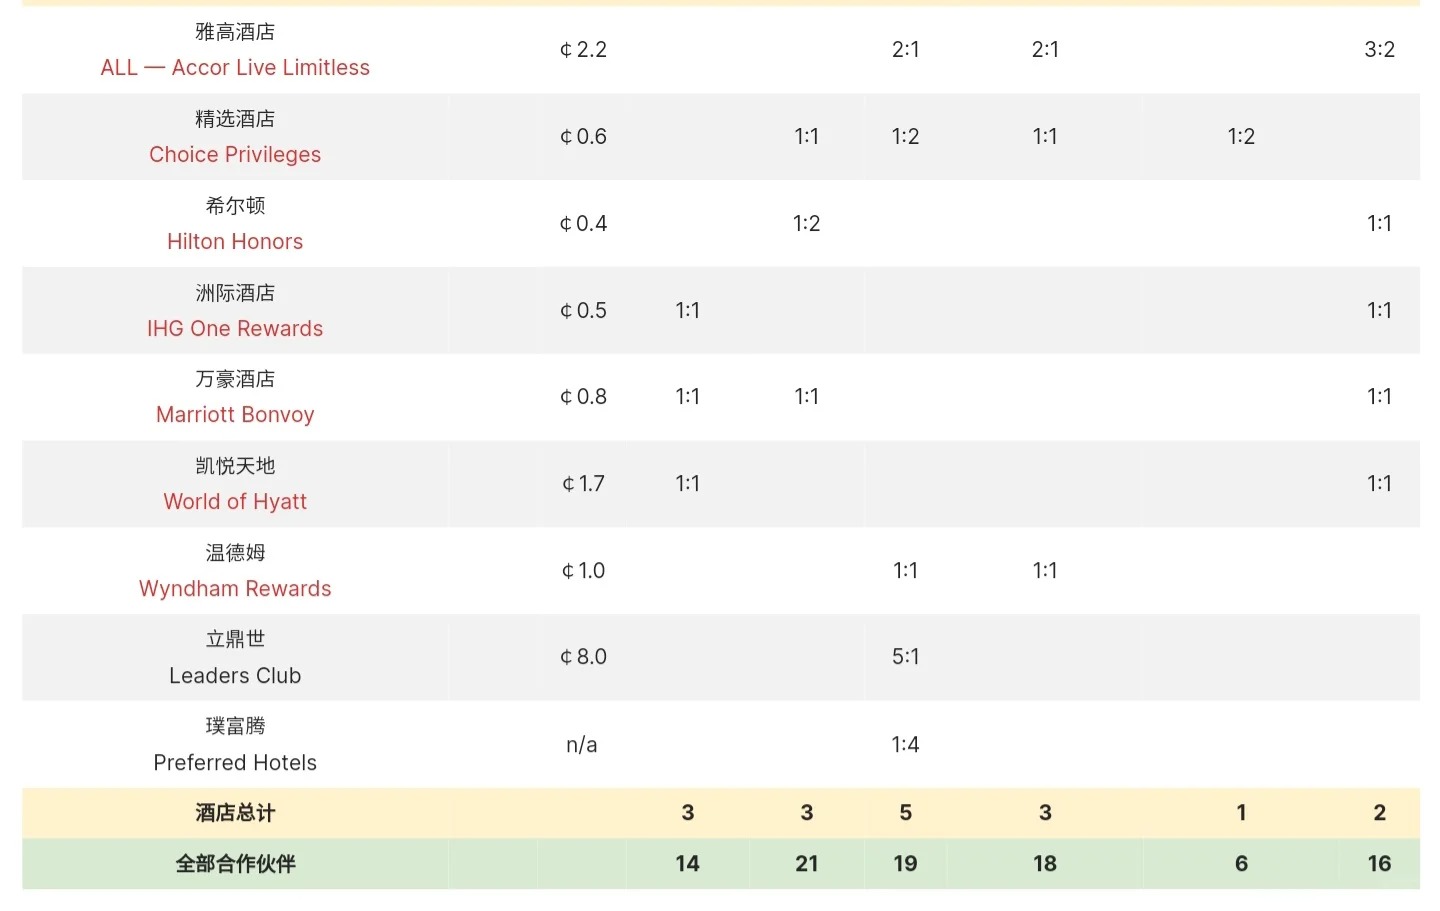 雅高酒店
ALL — Accor Live Limitless ¢2.2 2:1 2:1 3:2
精选酒店
Choice Privileges ¢0.6 1:1 1:2 1:1 1:2
希尔顿
Hilton Honors ¢0.4 1:2 1:1
洲际酒店
IHG One Rewards ¢0.5 1:1 1:1
万豪酒店
Marriott Bonvoy ¢0.8 1:1 1:1 1:1
凯悦天地
World of Hyatt ¢1.7 1:1 1:1
温德姆
Wyndham Rewards ¢1.0 1:1 1:1
立鼎世
Leaders Club ¢8.0 5:1
璞富腾
Preferred Hotels n/a 1:4
酒店总计 3 3 5 3 1 2
全部合作伙伴 14 21 19 18 6 16